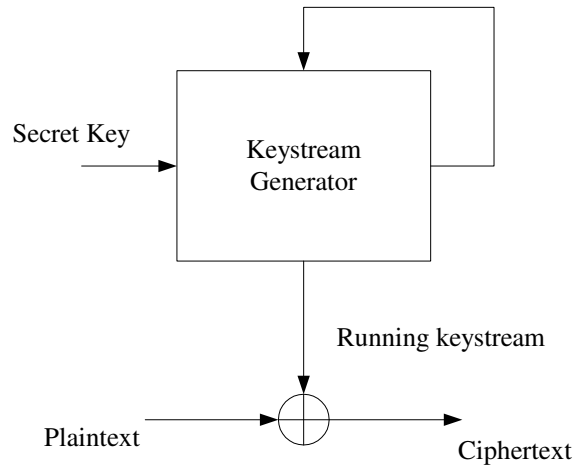 Secret Key
Keystream
Generator
Running keystream
Plaintext
Ciphertext